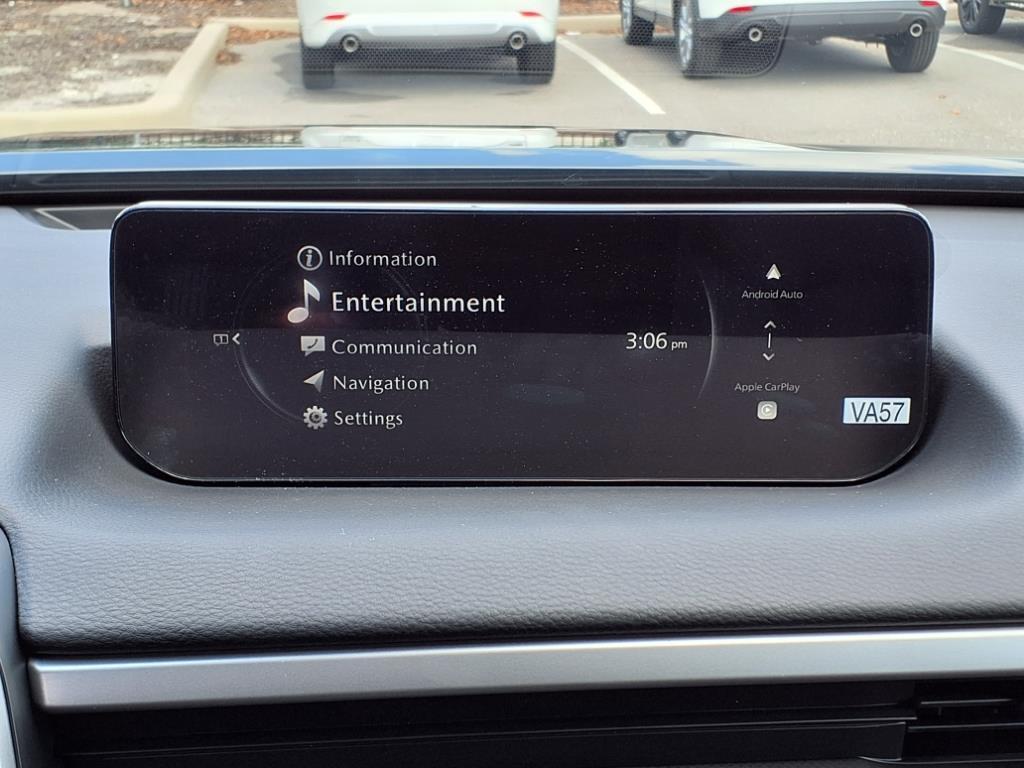 Information
Entertainment
Communication
Navigation
Settings
3:06 pm
Android Auto
Apple CarPlay
VA57